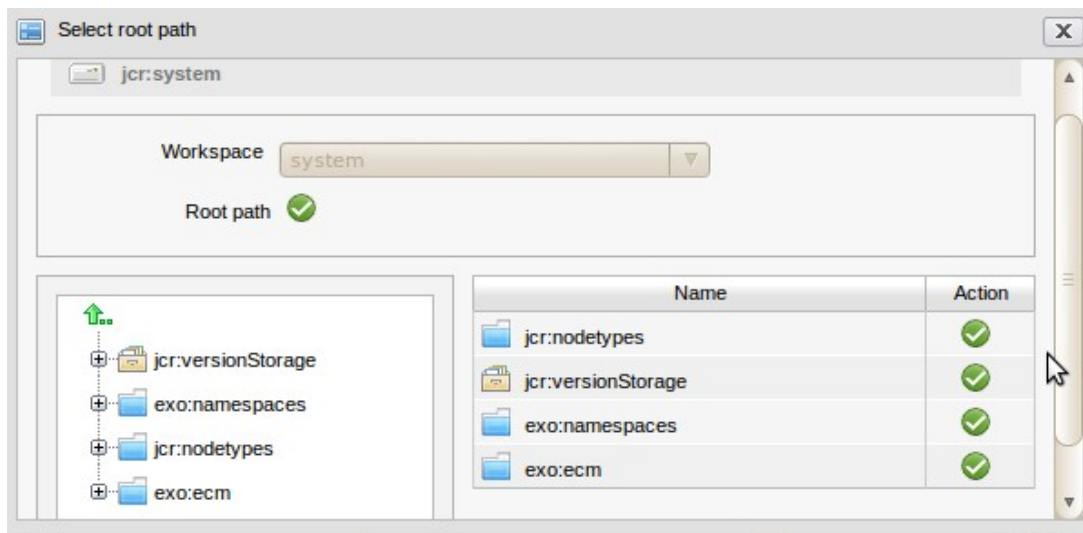 Select root path
jcr:system
Workspace system
Root path
jcr:versionStorage
exo:namespaces
jcr:nodetypes
exo:ecm
Name Action
jcr:nodetypes
jcr:versionStorage
exo:namespaces
exo:ecm